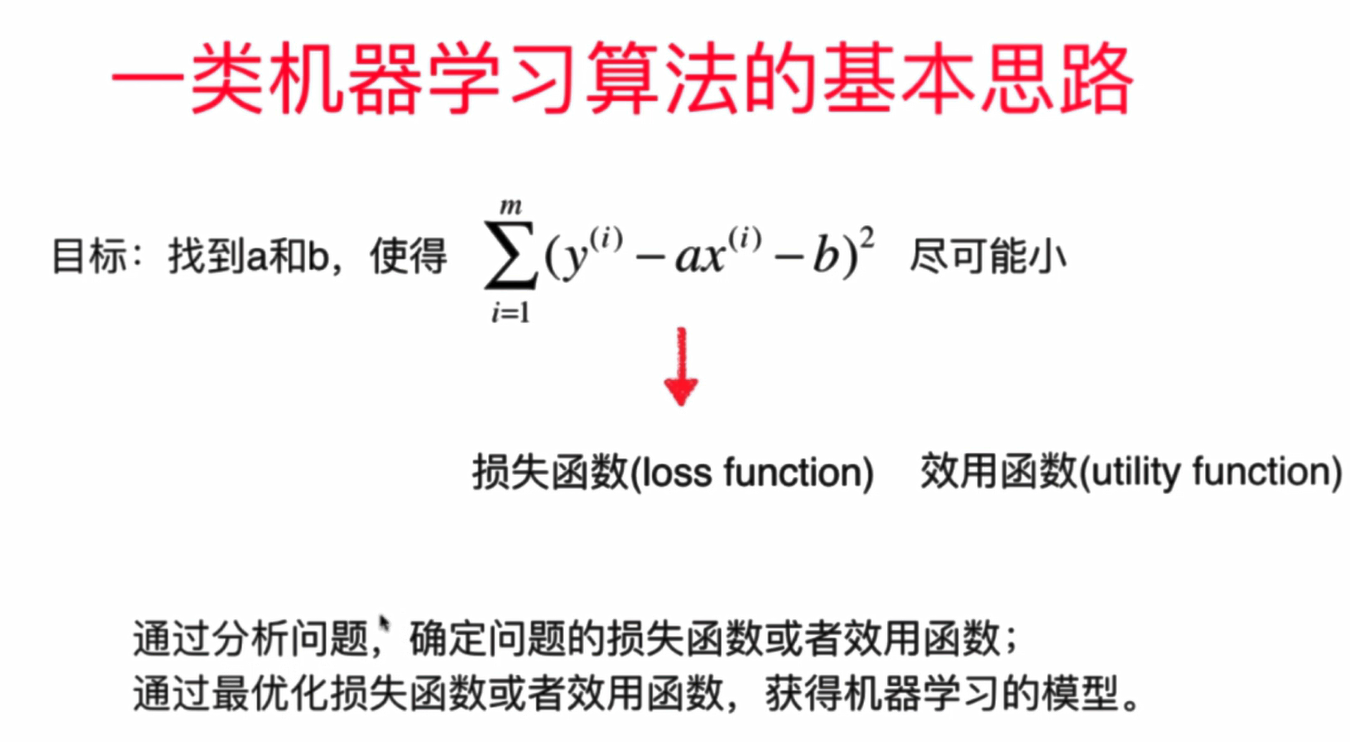 一类机器学习算法的基本思路
目标：找到a和b，使得 $\sum_{i=1}^{m}(y^{(i)} - ax^{(i)} - b)^2$ 尽可能小
损失函数(loss function) 效用函数(utility function)
通过分析问题，确定问题的损失函数或者效用函数；
通过最优化损失函数或者效用函数，获得机器学习的模型。